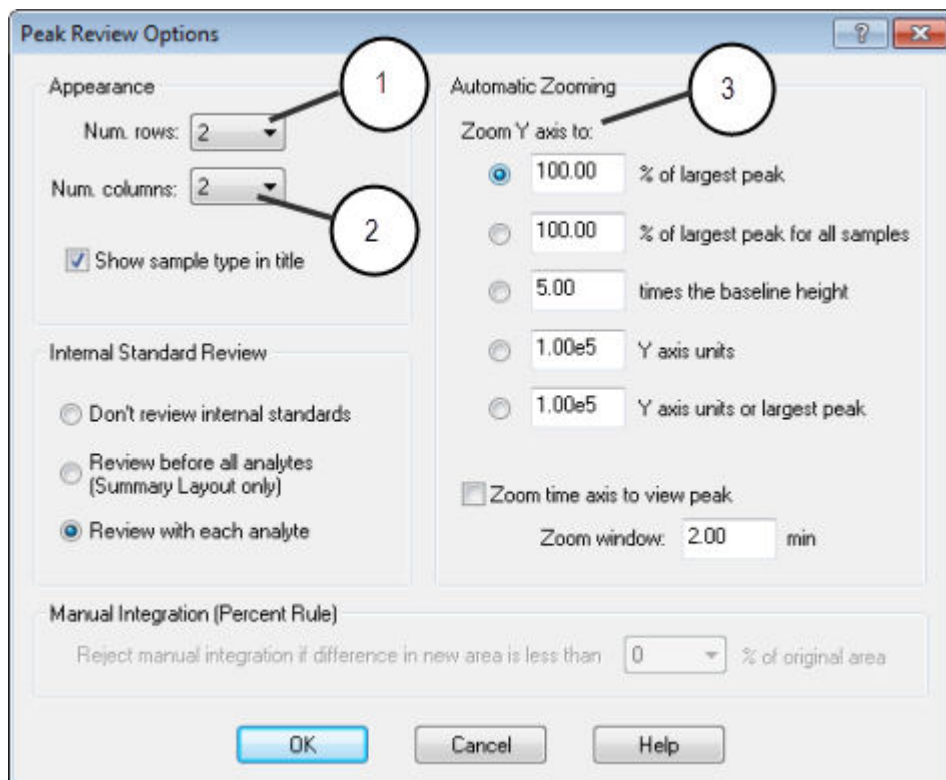 Peak Review Options
Appearance
1
Num. rows: 2
Num. columns: 2
2
Show sample type in title
Internal Standard Review
Don't review internal standards
Review before all analytes
(Summary Layout only)
Review with each analyte
Automatic Zooming
3
Zoom Y axis to:
100.00 % of largest peak
100.00 % of largest peak for all samples
5.00 times the baseline height
1.00e5 Y axis units
1.00e5 Y axis units or largest peak
Zoom time axis to view peak
Zoom window: 2.00 min
Manual Integration (Percent Rule)
Reject manual integration if difference in new area is less than 0 % of original area
OK Cancel Help